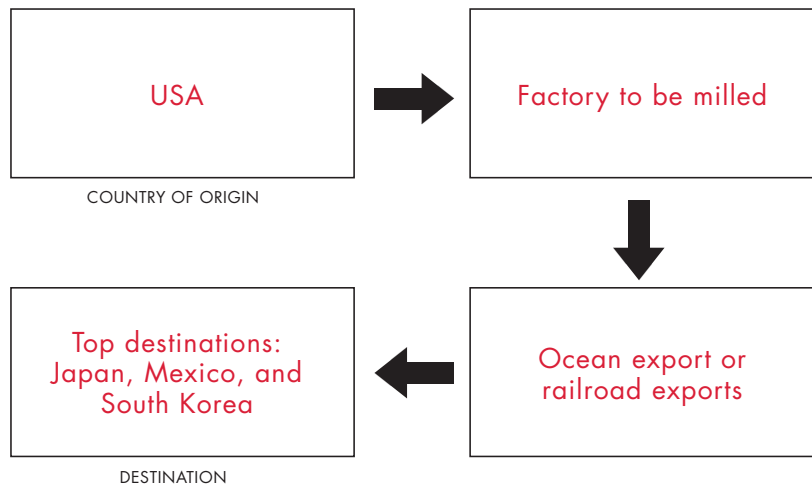 USA
COUNTRY OF ORIGIN
Factory to be milled
Ocean export or
railroad exports
Top destinations:
Japan, Mexico, and
South Korea
DESTINATION